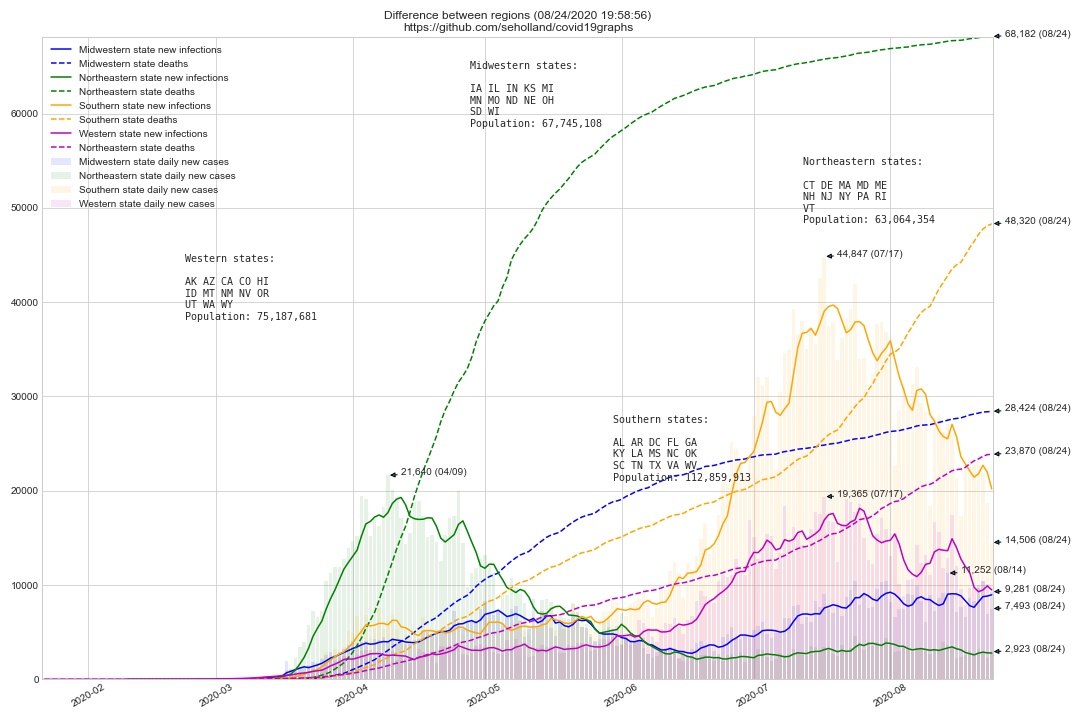 Difference between regions (08/24/2020 19:58:56)
https://github.com/seholland/covid19graphs
Midwestern state new infections
Midwestern state deaths
Northeastern state new infections
Northeastern state deaths
Southern state new infections
Southern state deaths
Western state new infections
Northeastern state deaths
Midwestern state daily new cases
Northeastern state daily new cases
Southern state daily new cases
Western state daily new cases
Midwestern states:
IA IL IN KS MI
MN MO ND NE OH
SD WI
Population: 67,745,108
Northeastern states:
CT DE MA MD ME
NH NJ NY PA RI
VT
Population: 63,064,354
Western states:
AK AZ CA CO HI
ID MT NM NV OR
UT WA WY
Population: 75,187,681
Southern states:
AL AR DC FL GA
KY LA MS NC OK
SC TN TX VA WV
Population: 112,859,913
68,182 (08/24)
48,320 (08/24)
44,847 (07/17)
28,424 (08/24)
23,870 (08/24)
21,640 (04/09)
19,365 (07/17)
14,506 (08/24)
11,252 (08/14)
9,281 (08/24)
7,493 (08/24)
2,923 (08/24)
60000
50000
40000
30000
20000
10000
0
2020-02
2020-03
2020-04
2020-05
2020-06
2020-07
2020-08